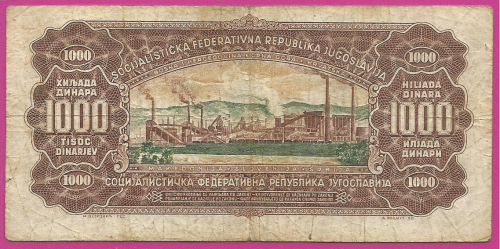 1000
1000
SOCIJALISTIČKA FEDERATIVNA REPUBLIKA JUGOSLAVIJA
ХИЉАДА
ДИНАРА
1000
TISOČ
DINARJEV
HILJADA
DINARA
1000
ИЛЈАДА
ДИНАРИ
1000
1000
СОЦИЈАЛИСТИЧКА ФЕДЕРАТИВНА РЕПУБЛИКА ЈУГОСЛАВИЈА